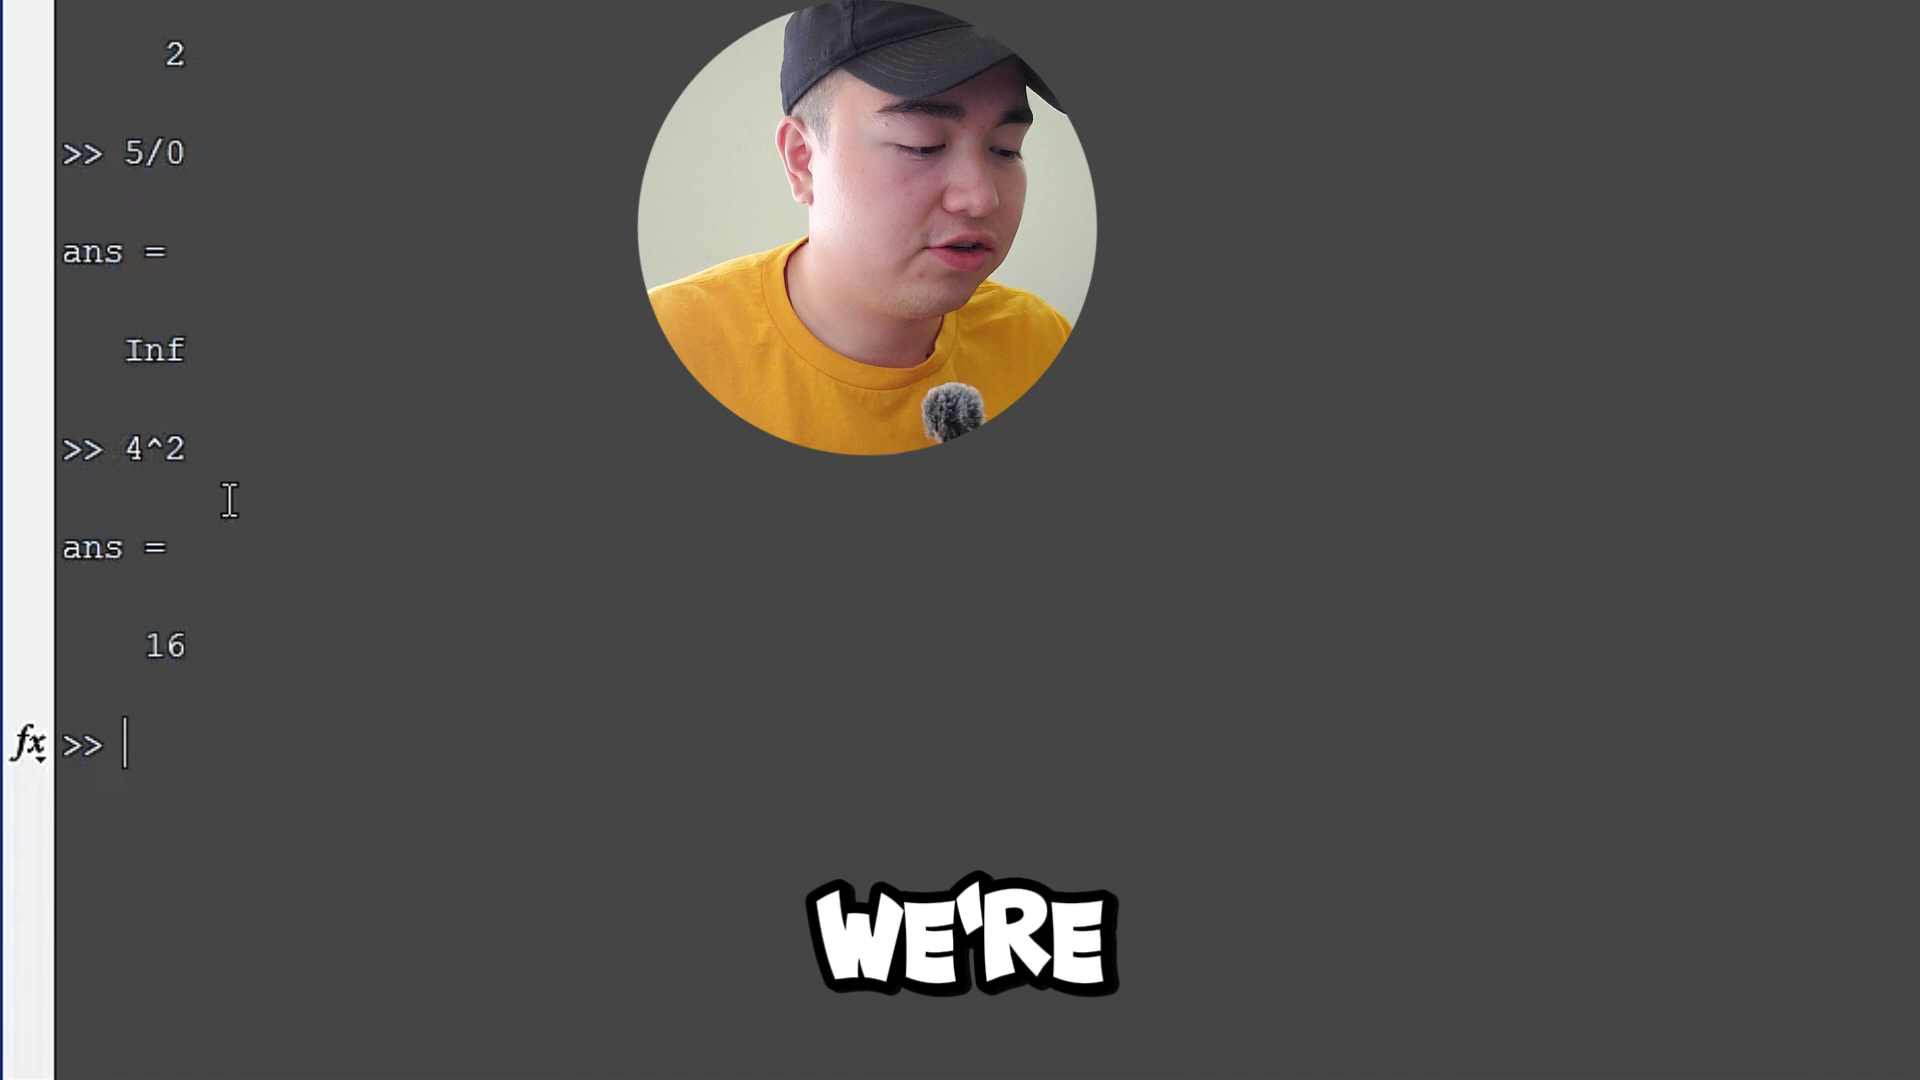 2
>> 5/0
ans =
Inf
>> 4^2
ans =
16
fx >>
WE'RE